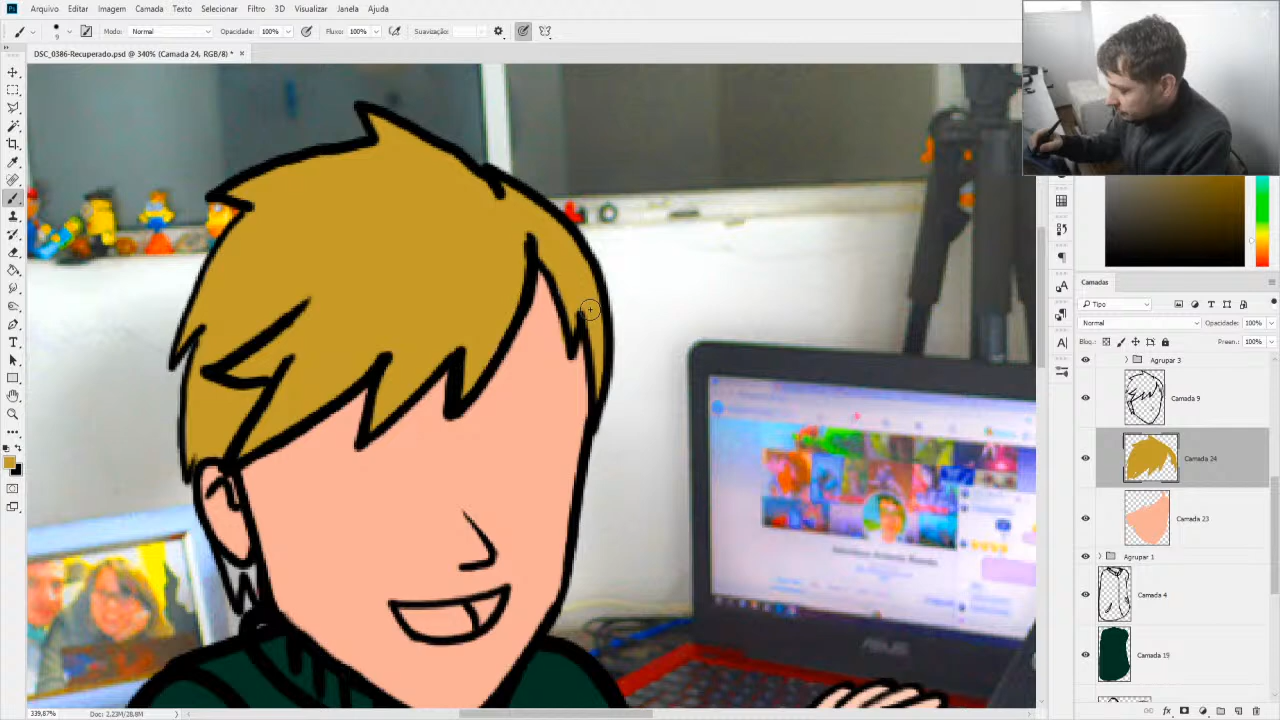 Ps Arquivo Editar Imagem Camada Texto Selecionar Filtro 3D Visualizar Janela Ajuda
9 Modo: Normal Opacidade: 100% Fluxo: 100% Suavização:
DSC_0386-Recuperado.psd @ 340% (Camada 24, RGB/8) * ×
Camadas
Tipo
Normal Opacidade: 100%
Bloq.: Preen.: 100%
Agrupar 3
Camada 9
Camada 24
Camada 23
Agrupar 1
Camada 4
Camada 19
ASUS
339,87% Doc: 2,23M/28,8M